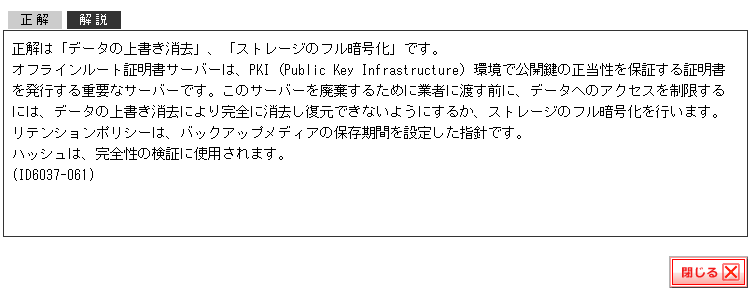 正解 解説
正解は「データの上書き消去」、「ストレージのフル暗号化」です。
オフラインルート証明書サーバーは、PKI (Public Key Infrastructure) 環境で公開鍵の正当性を保証する証明書
を発行する重要なサーバーです。このサーバーを廃棄するために業者に渡す前に、データへのアクセスを制限する
には、データの上書き消去により完全に消去し復元できないようにするか、ストレージのフル暗号化を行います。
リテンションポリシーは、バックアップメディアの保存期間を設定した指針です。
ハッシュは、完全性の検証に使用されます。
(ID6037-061)
閉じる